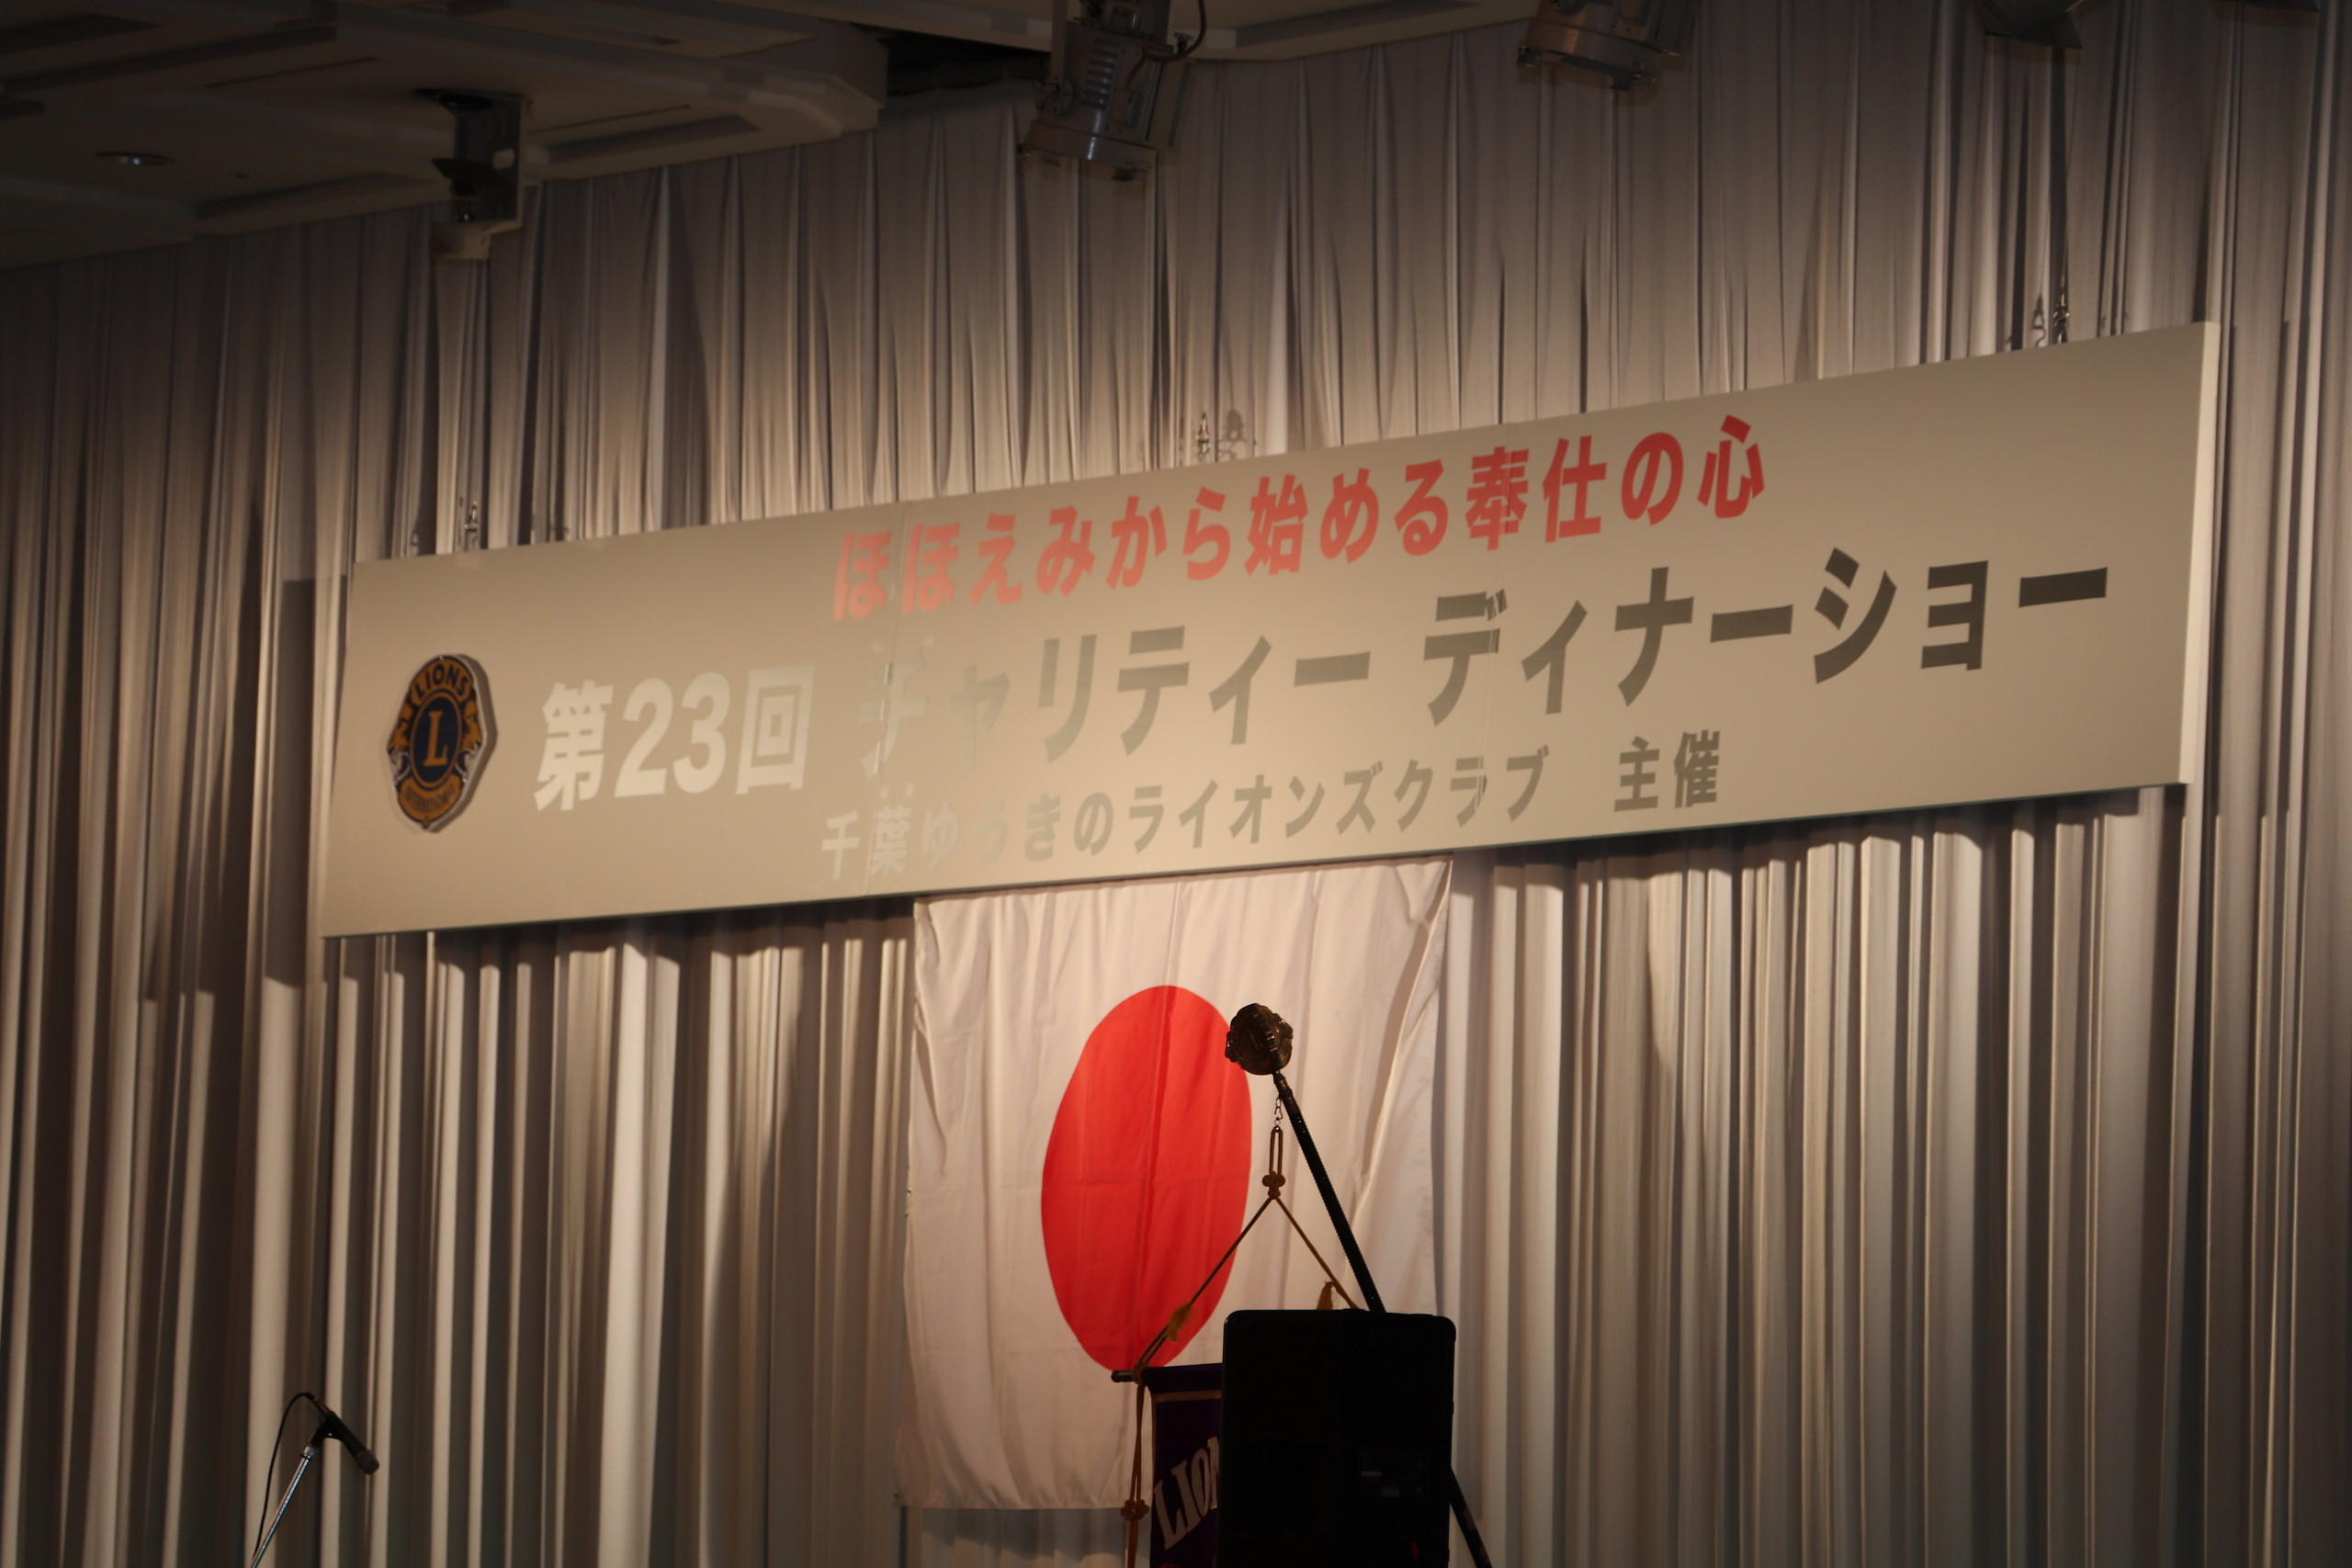 ほほえみから始める奉仕の心
第23回 チャリティー ディナーショー
千葉ゆうきのライオンズクラブ 主催
LIONS
L
INTERNATIONAL